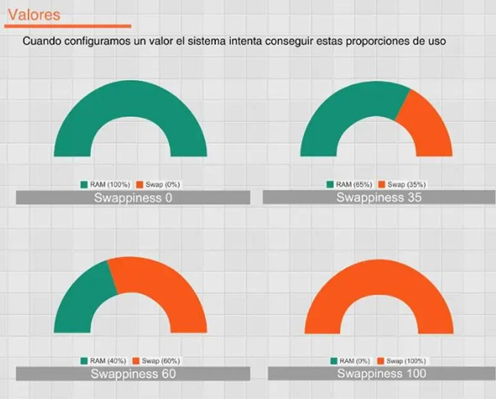 Valores
Cuando configuramos un valor el sistema intenta conseguir estas proporciones de uso
RAM (100%) Swap (0%)
Swappiness 0
RAM (65%) Swap (35%)
Swappiness 35
RAM (40%) Swap (60%)
Swappiness 60
RAM (0%) Swap (100%)
Swappiness 100